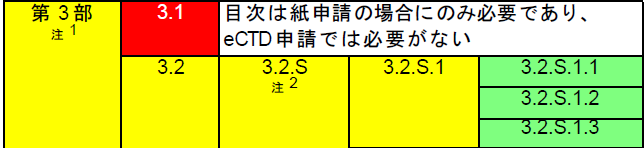 第 3 部
注 1
3.1
目次は紙申請の場合にのみ必要であり、
eCTD 申請では必要がない
3.2
3.2.S
注 2
3.2.S.1
3.2.S.1.1
3.2.S.1.2
3.2.S.1.3